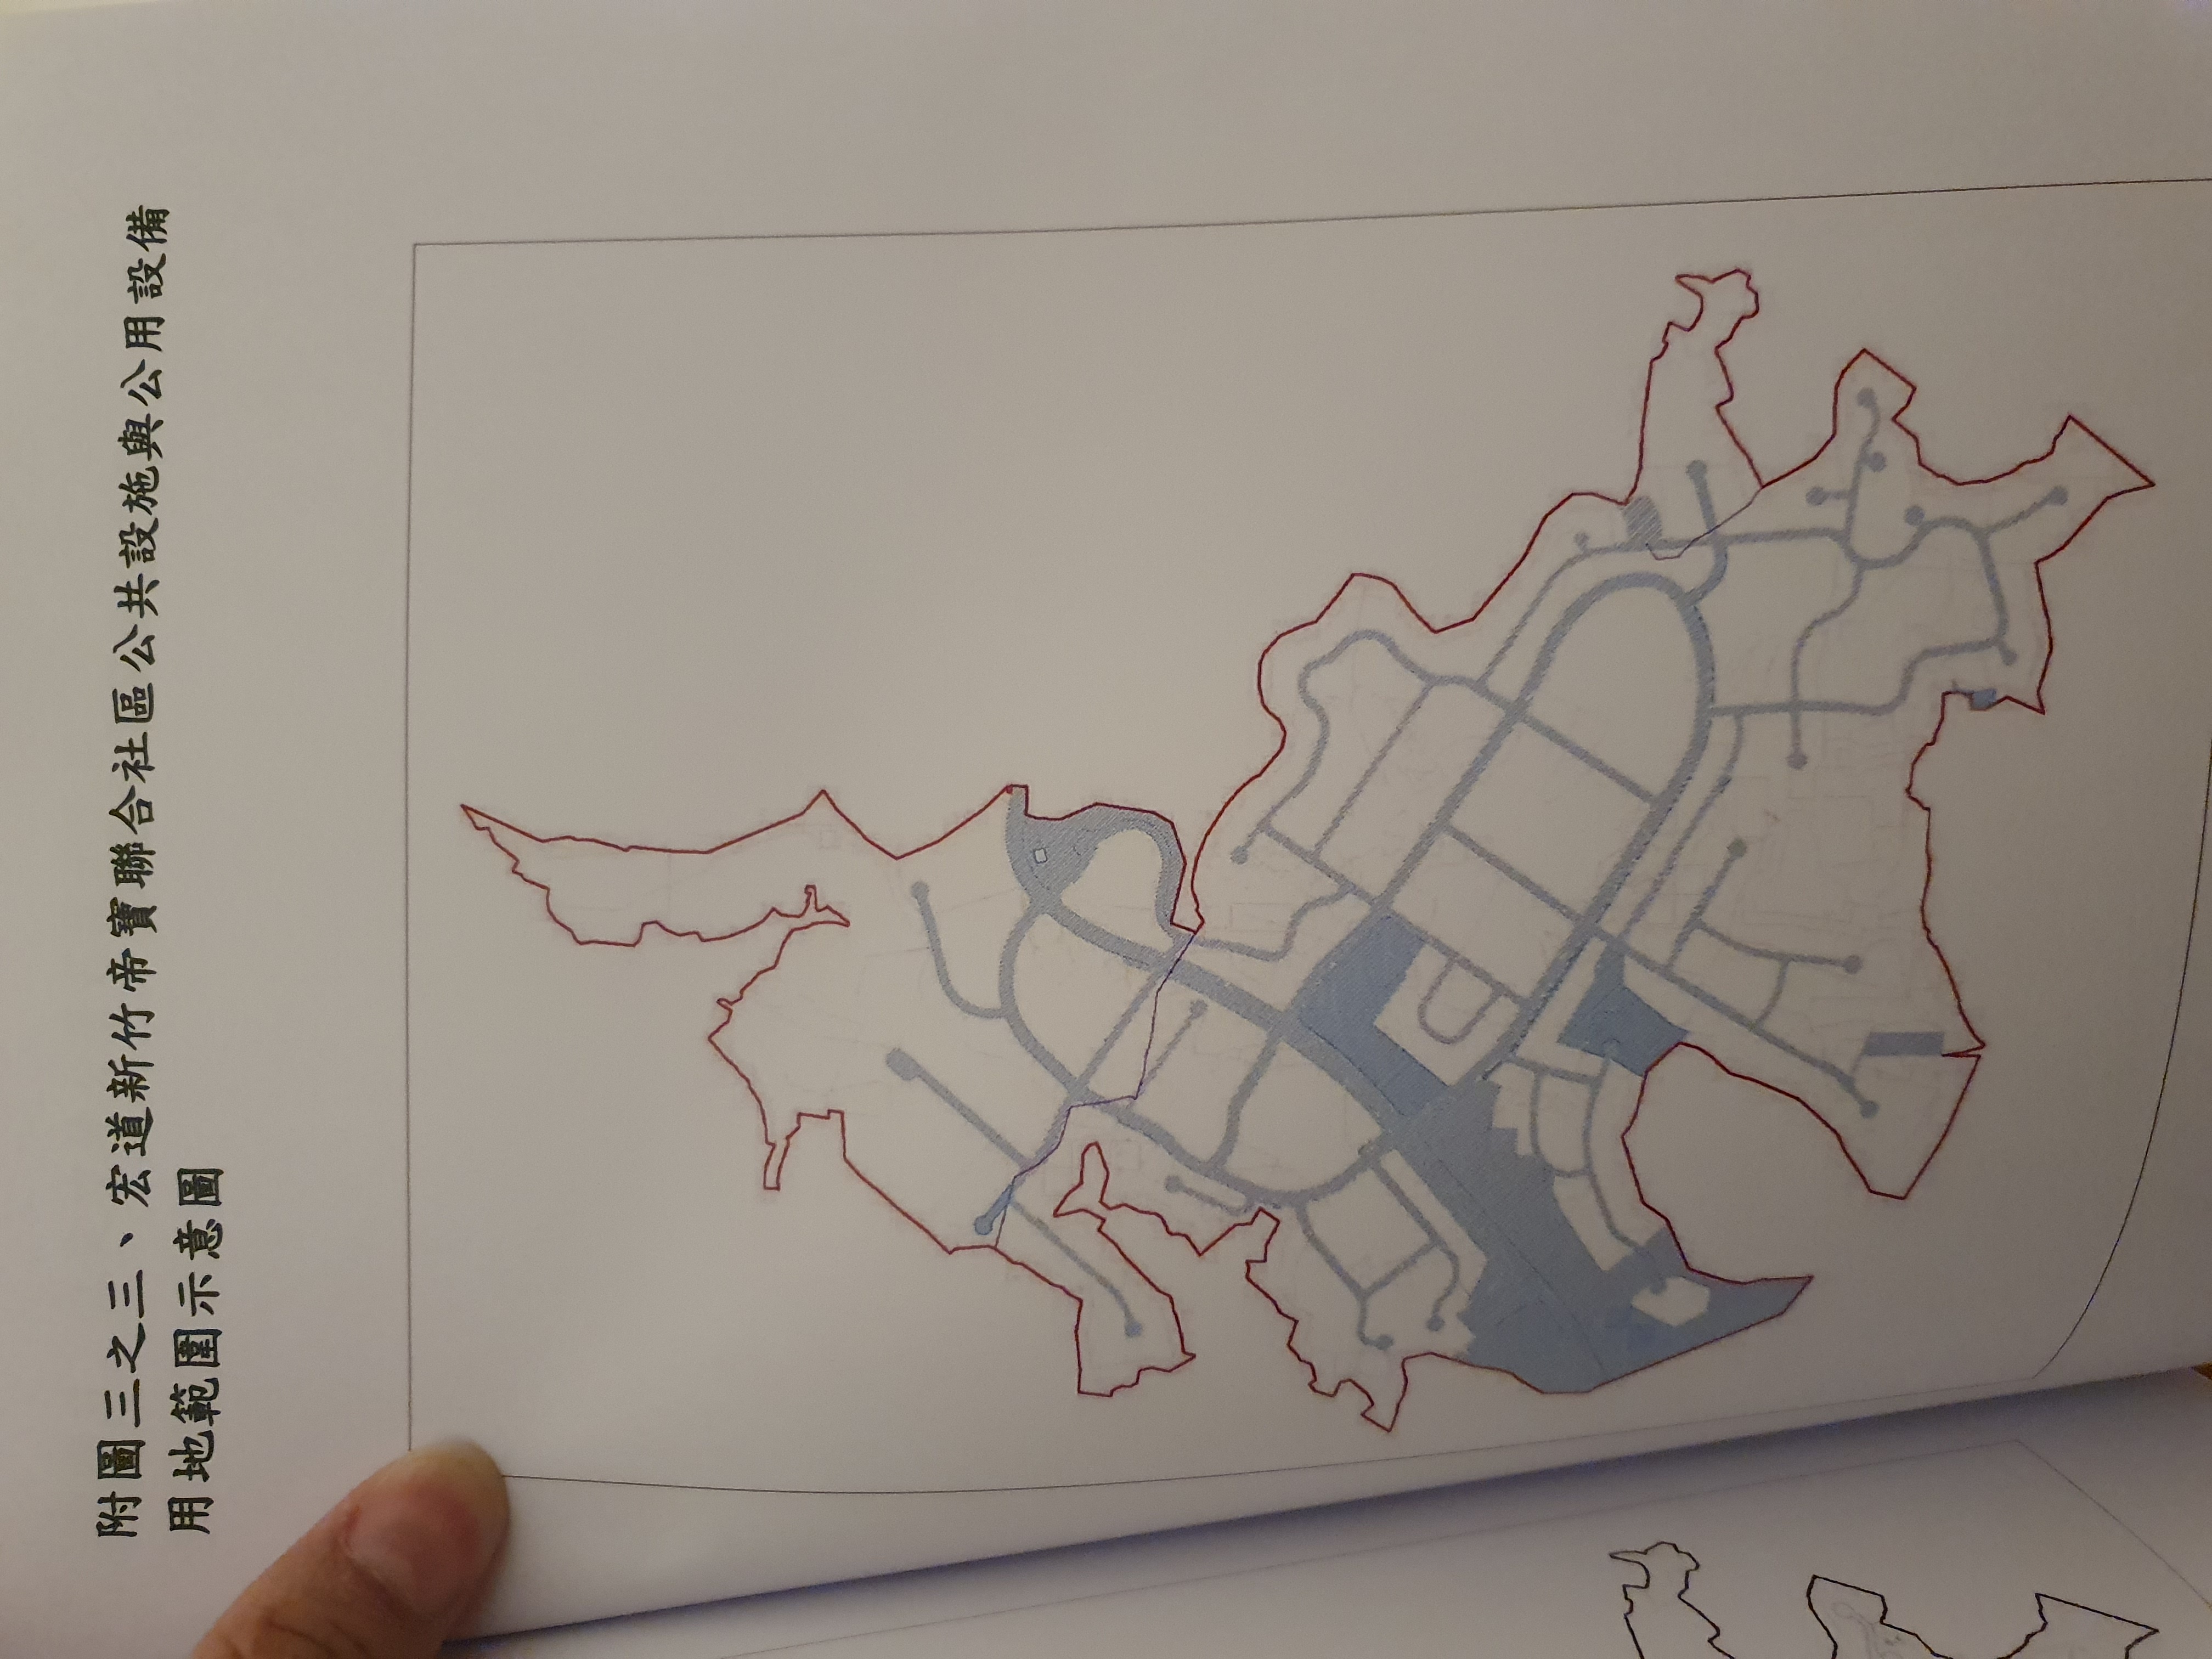 附圖三之三、宏道新竹帝寶聯合社區公共設施與公用設備
用地範圍示意圖